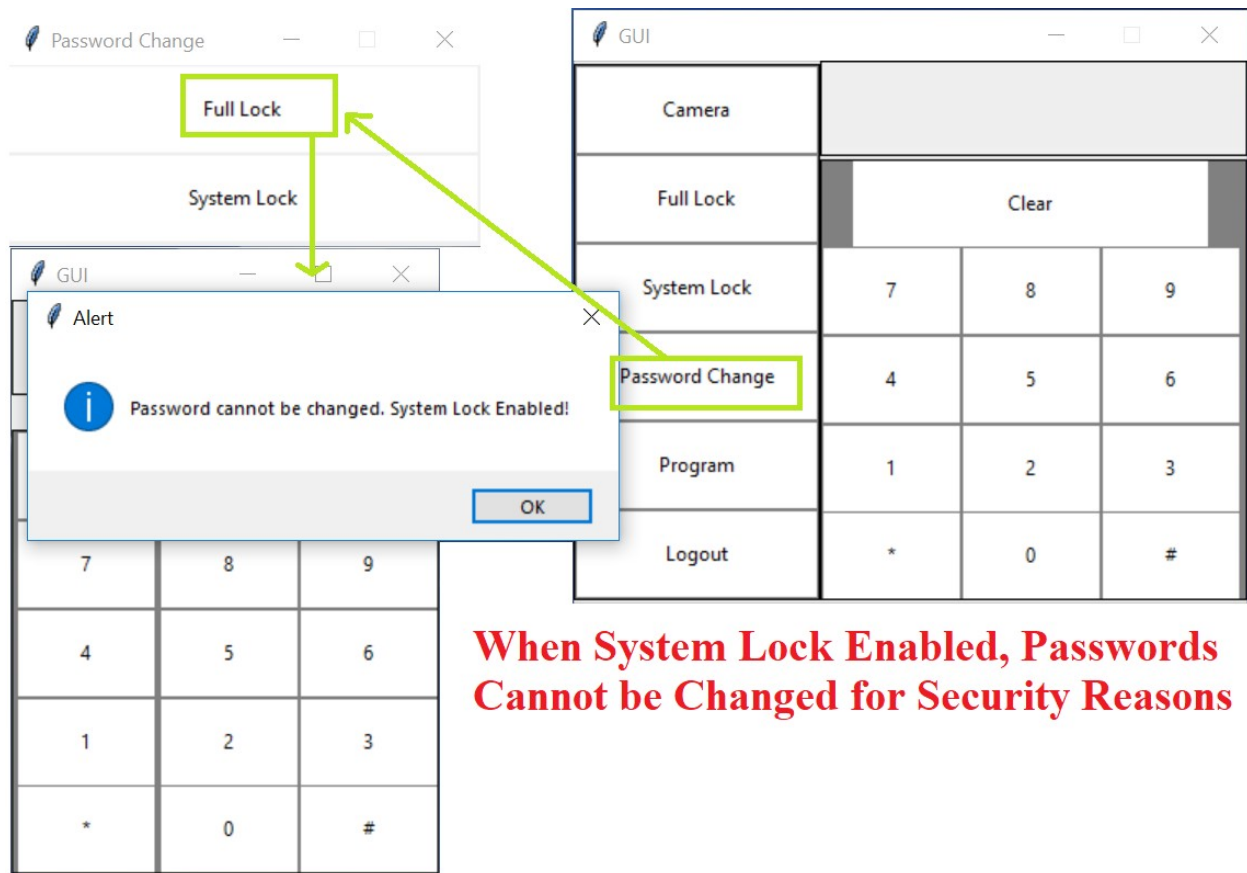 Password Change
Full Lock
System Lock
GUI
Alert
Password cannot be changed. System Lock Enabled!
OK
7 8 9
4 5 6
1 2 3
* 0 #
GUI
Camera
Full Lock
System Lock
Password Change
Program
Logout
Clear
7 8 9
4 5 6
1 2 3
* 0 #
When System Lock Enabled, Passwords
Cannot be Changed for Security Reasons